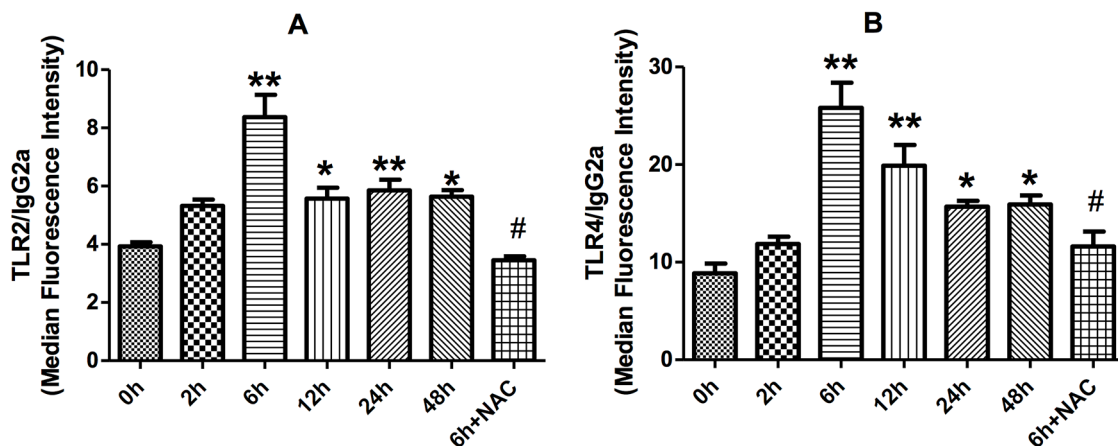 A
TLR2/IgG2a
(Median Fluorescence Intensity)
10
8
6
4
2
0
**
*
**
*
#
0h
2h
6h
12h
24h
48h
6h+NAC
B
TLR4/IgG2a
(Median Fluorescence Intensity)
30
20
10
0
**
**
*
*
#
0h
2h
6h
12h
24h
48h
6h+NAC